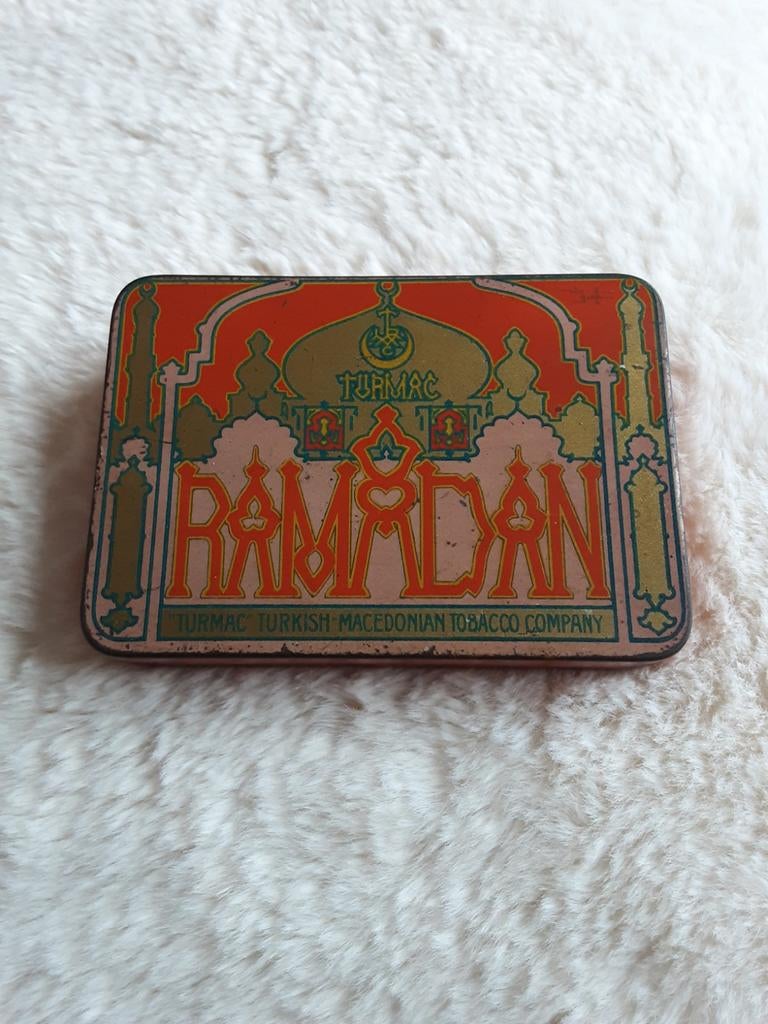 TURMAC
RAMADAN
"TURMAC" TURKISH-MACEDONIAN TOBACCO COMPANY